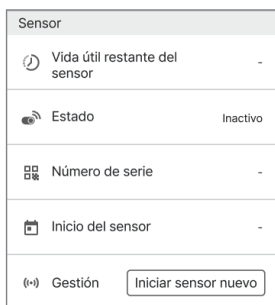 Sensor
Vida útil restante del
sensor
-
Estado
Inactivo
Número de serie
-
Inicio del sensor
-
Gestión
Iniciar sensor nuevo